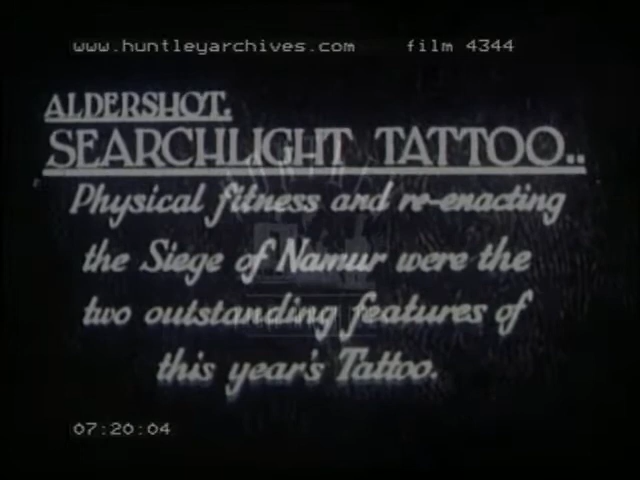 www.huntleyarchives.com film 4344
ALDERSHOT.
SEARCHLIGHT TATTOO..
Physical fitness and re-enacting
the Siege of Namur were the
two outstanding features of
this year's Tattoo.
07:20:04